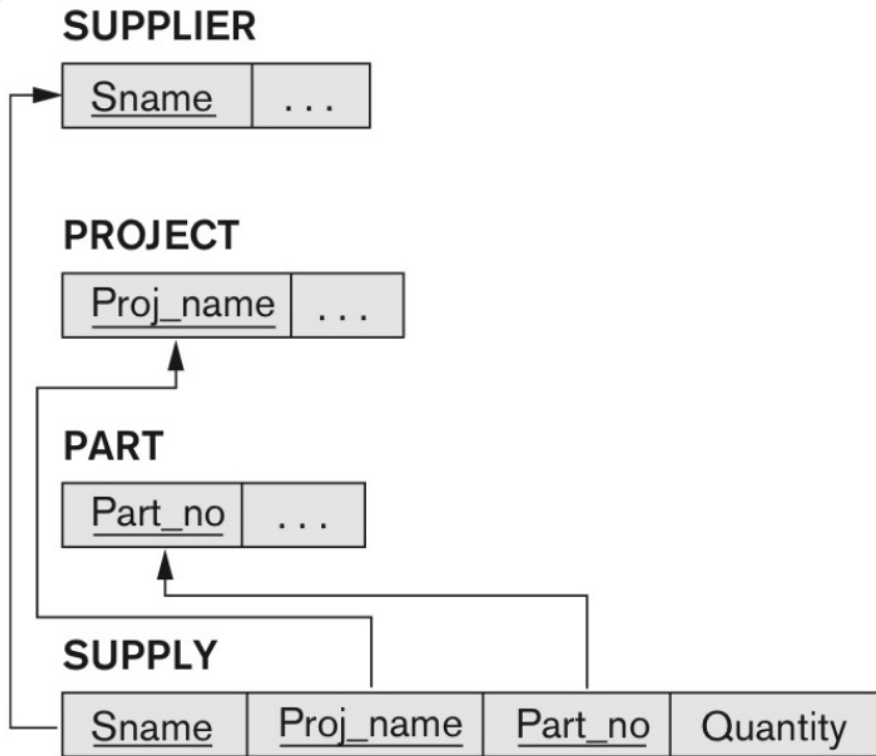 SUPPLIER
Sname ...
PROJECT
Proj_name ...
PART
Part_no ...
SUPPLY
Sname Proj_name Part_no Quantity